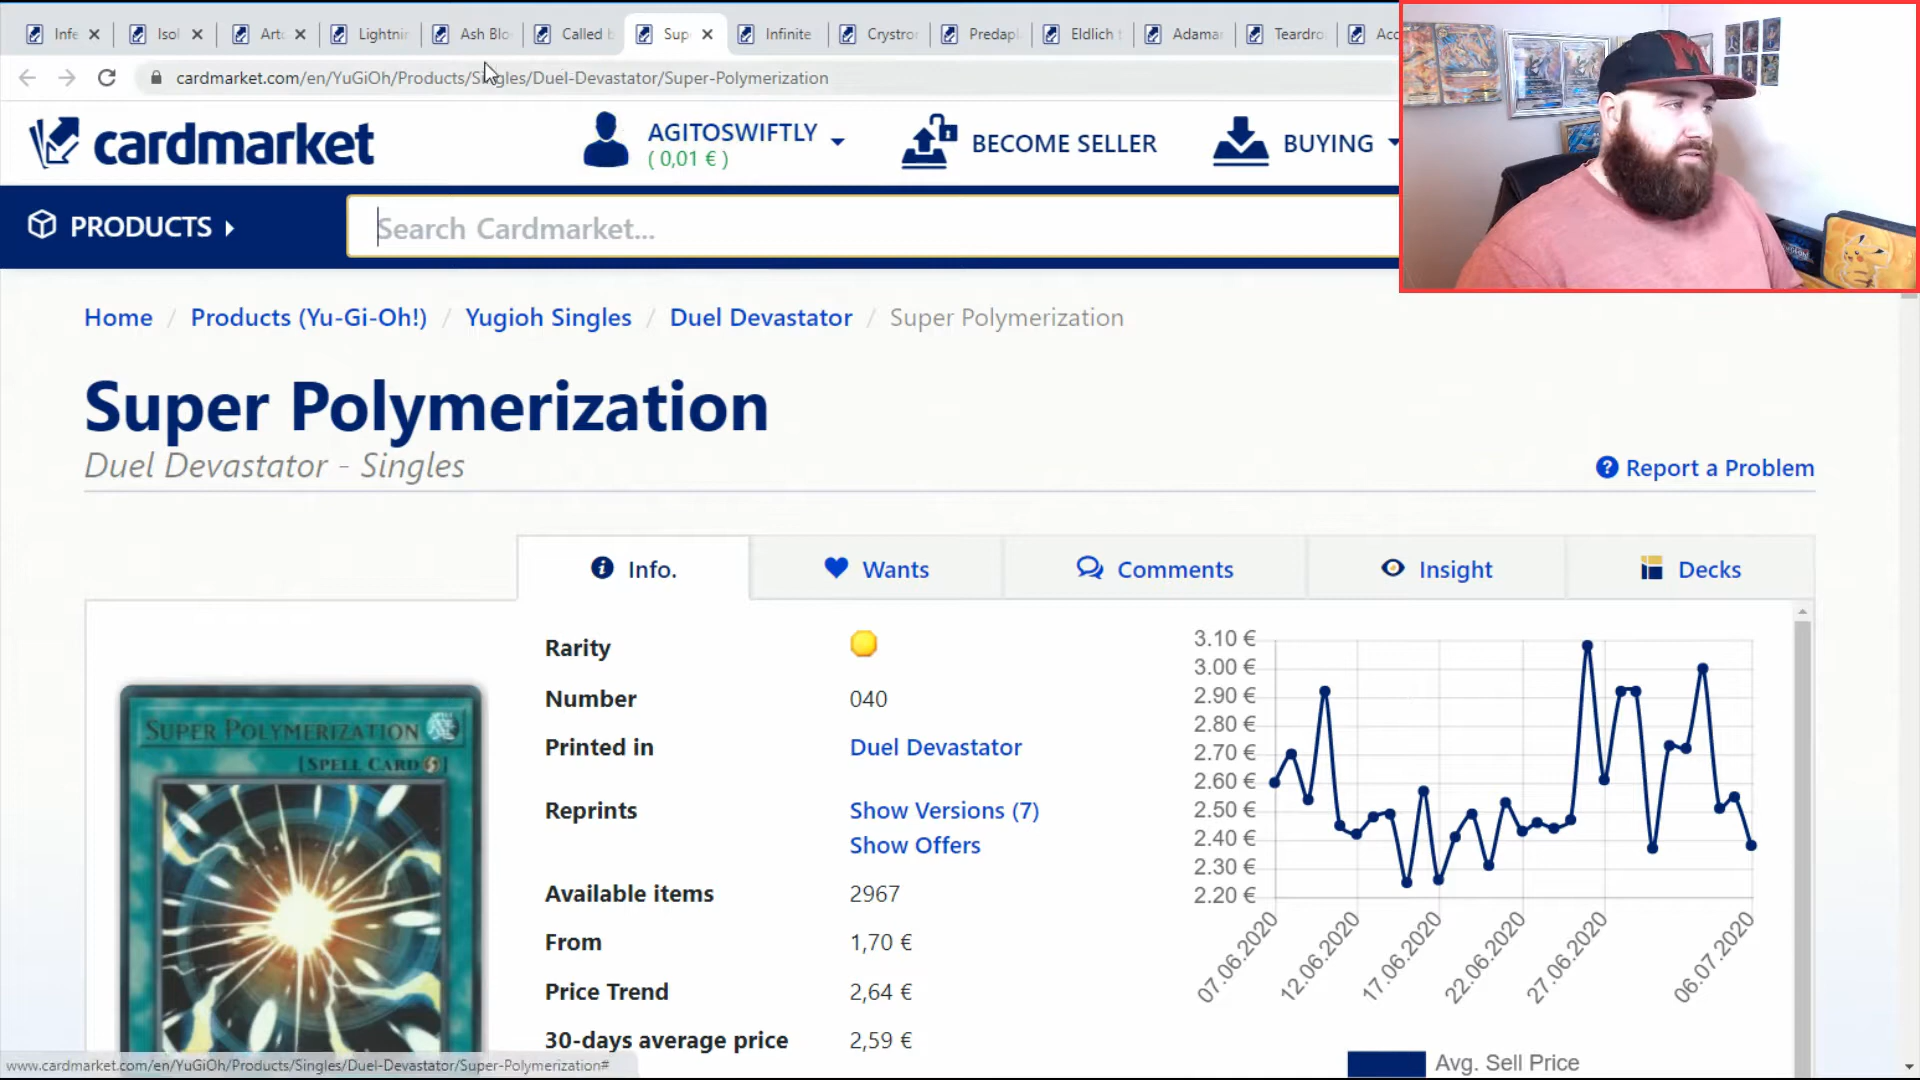 Infe
Isol
Art
Lightni
Ash Blo
Called b
Sup
Infinite
Crystro
Predapl
Eldlich
Adama
Teardro
Acc
cardmarket.com/en/YuGiOh/Products/Singles/Duel-Devastator/Super-Polymerization
cardmarket
AGITOSWIFTLY
( 0,01 € )
BECOME SELLER
BUYING
PRODUCTS
Search Cardmarket...
Home / Products (Yu-Gi-Oh!) / Yugioh Singles / Duel Devastator / Super Polymerization
Super Polymerization
Duel Devastator - Singles
Report a Problem
Info.
Wants
Comments
Insight
Decks
SUPER POLYMERIZATION
[SPELL CARD]
Rarity
Number 040
Printed in Duel Devastator
Reprints Show Versions (7)
Show Offers
Available items 2967
From 1,70 €
Price Trend 2,64 €
30-days average price 2,59 €
3.10 €
3.00 €
2.90 €
2.80 €
2.70 €
2.60 €
2.50 €
2.40 €
2.30 €
2.20 €
07.06.2020
12.06.2020
17.06.2020
22.06.2020
27.06.2020
06.07.2020
Avg. Sell Price
www.cardmarket.com/en/YuGiOh/Products/Singles/Duel-Devastator/Super-Polymerization#